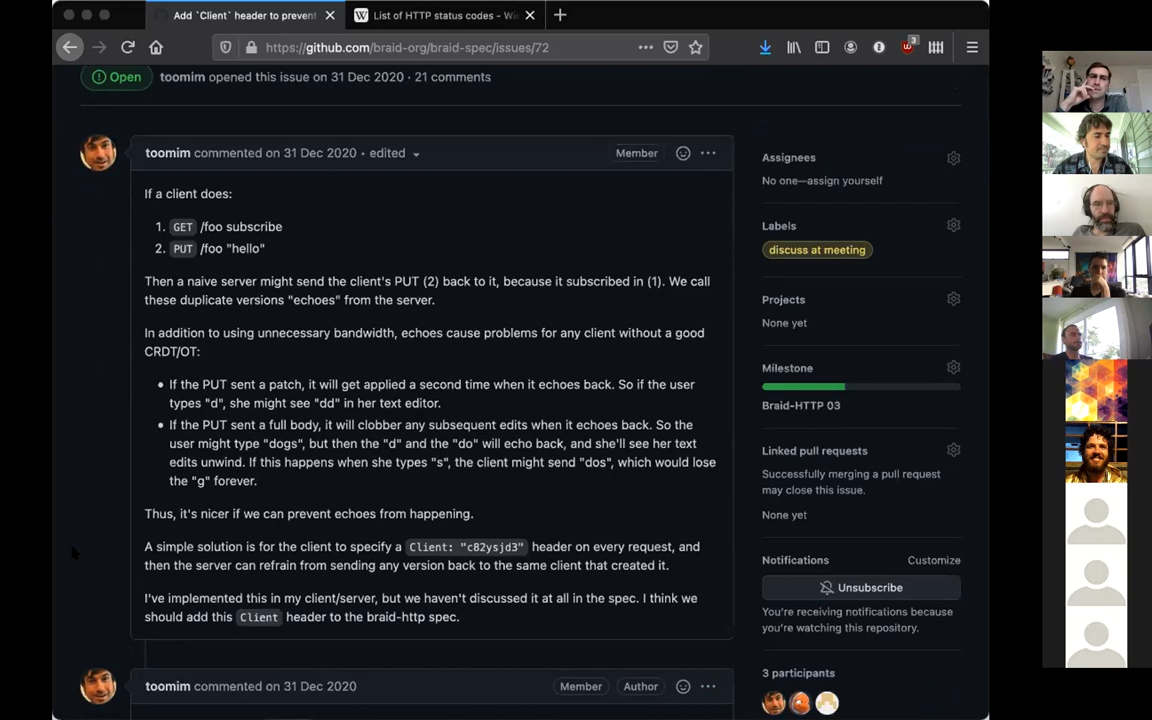 Add `Client` header to prevent
List of HTTP status codes - Wi
https://github.com/braid-org/braid-spec/issues/72
3
Open
toomim opened this issue on 31 Dec 2020 · 21 comments
toomim commented on 31 Dec 2020 • edited
Member
If a client does:
1. GET /foo subscribe
2. PUT /foo "hello"
Then a naive server might send the client's PUT (2) back to it, because it subscribed in (1). We call
these duplicate versions "echoes" from the server.
In addition to using unnecessary bandwidth, echoes cause problems for any client without a good
CRDT/OT:
• If the PUT sent a patch, it will get applied a second time when it echoes back. So if the user
types "d", she might see "dd" in her text editor.
• If the PUT sent a full body, it will clobber any subsequent edits when it echoes back. So the
user might type "dogs", but then the "d" and the "do" will echo back, and she'll see her text
edits unwind. If this happens when she types "s", the client might send "dos", which would lose
the "g" forever.
Thus, it's nicer if we can prevent echoes from happening.
A simple solution is for the client to specify a Client: "c82ysjd3" header on every request, and
then the server can refrain from sending any version back to the same client that created it.
I've implemented this in my client/server, but we haven't discussed it at all in the spec. I think we
should add this Client header to the braid-http spec.
toomim commented on 31 Dec 2020
Member
Author
Assignees
No one—assign yourself
Labels
discuss at meeting
Projects
None yet
Milestone
Braid-HTTP 03
Linked pull requests
Successfully merging a pull request
may close this issue.
None yet
Notifications
Customize
Unsubscribe
You're receiving notifications because
you're watching this repository.
3 participants